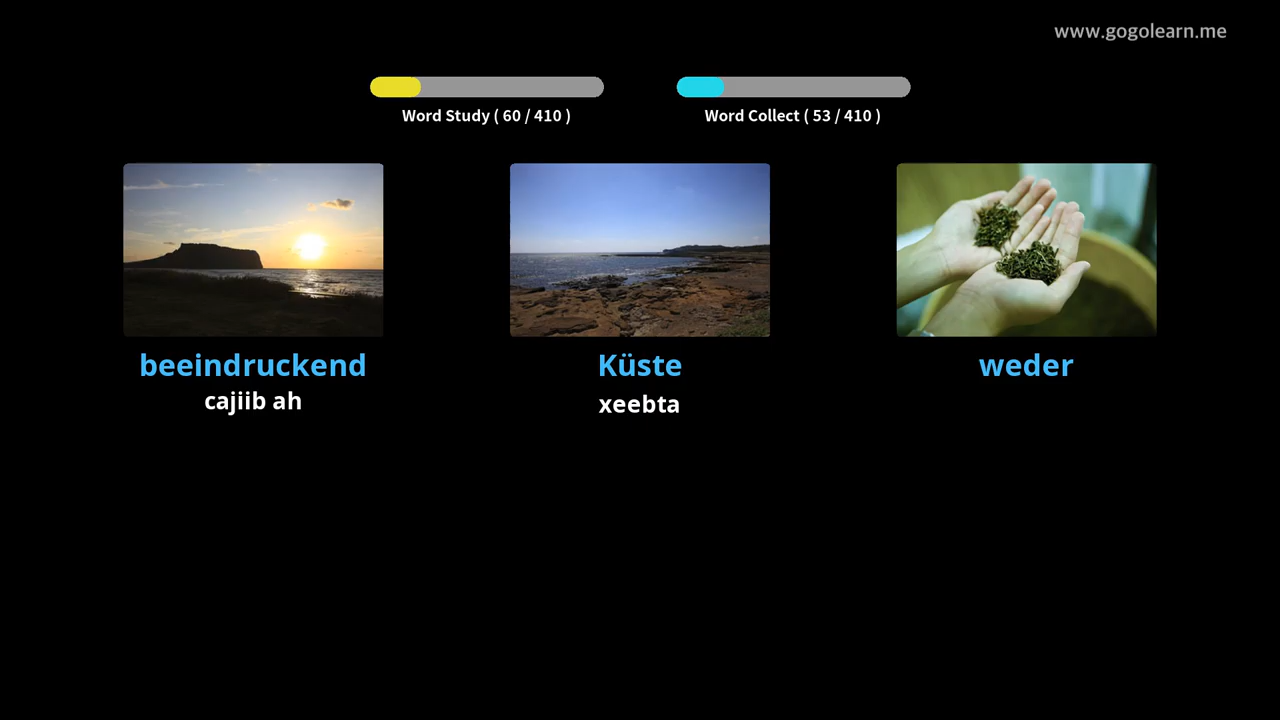 www.gogolearn.me
Word Study ( 60 / 410 )
Word Collect ( 53 / 410 )
beeindruckend
cajiib ah
Küste
xeebta
weder